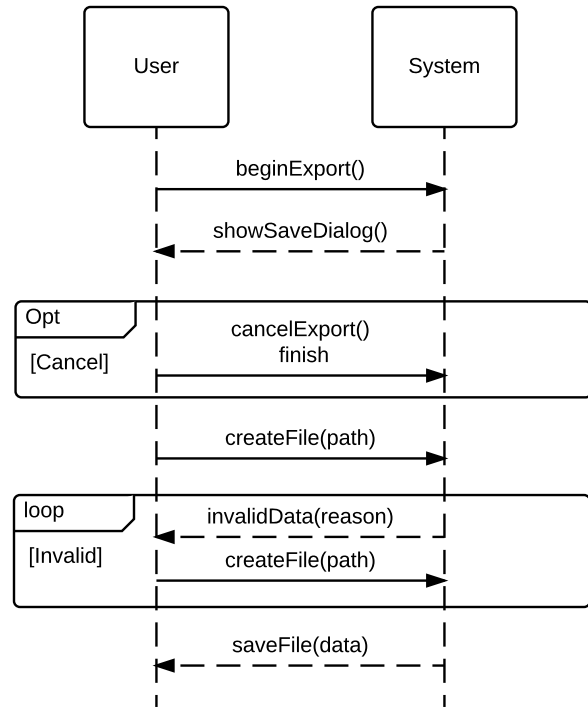 User
System
beginExport()
showSaveDialog()
Opt
cancelExport()
finish
[Cancel]
createFile(path)
loop
invalidData(reason)
[Invalid]
createFile(path)
saveFile(data)